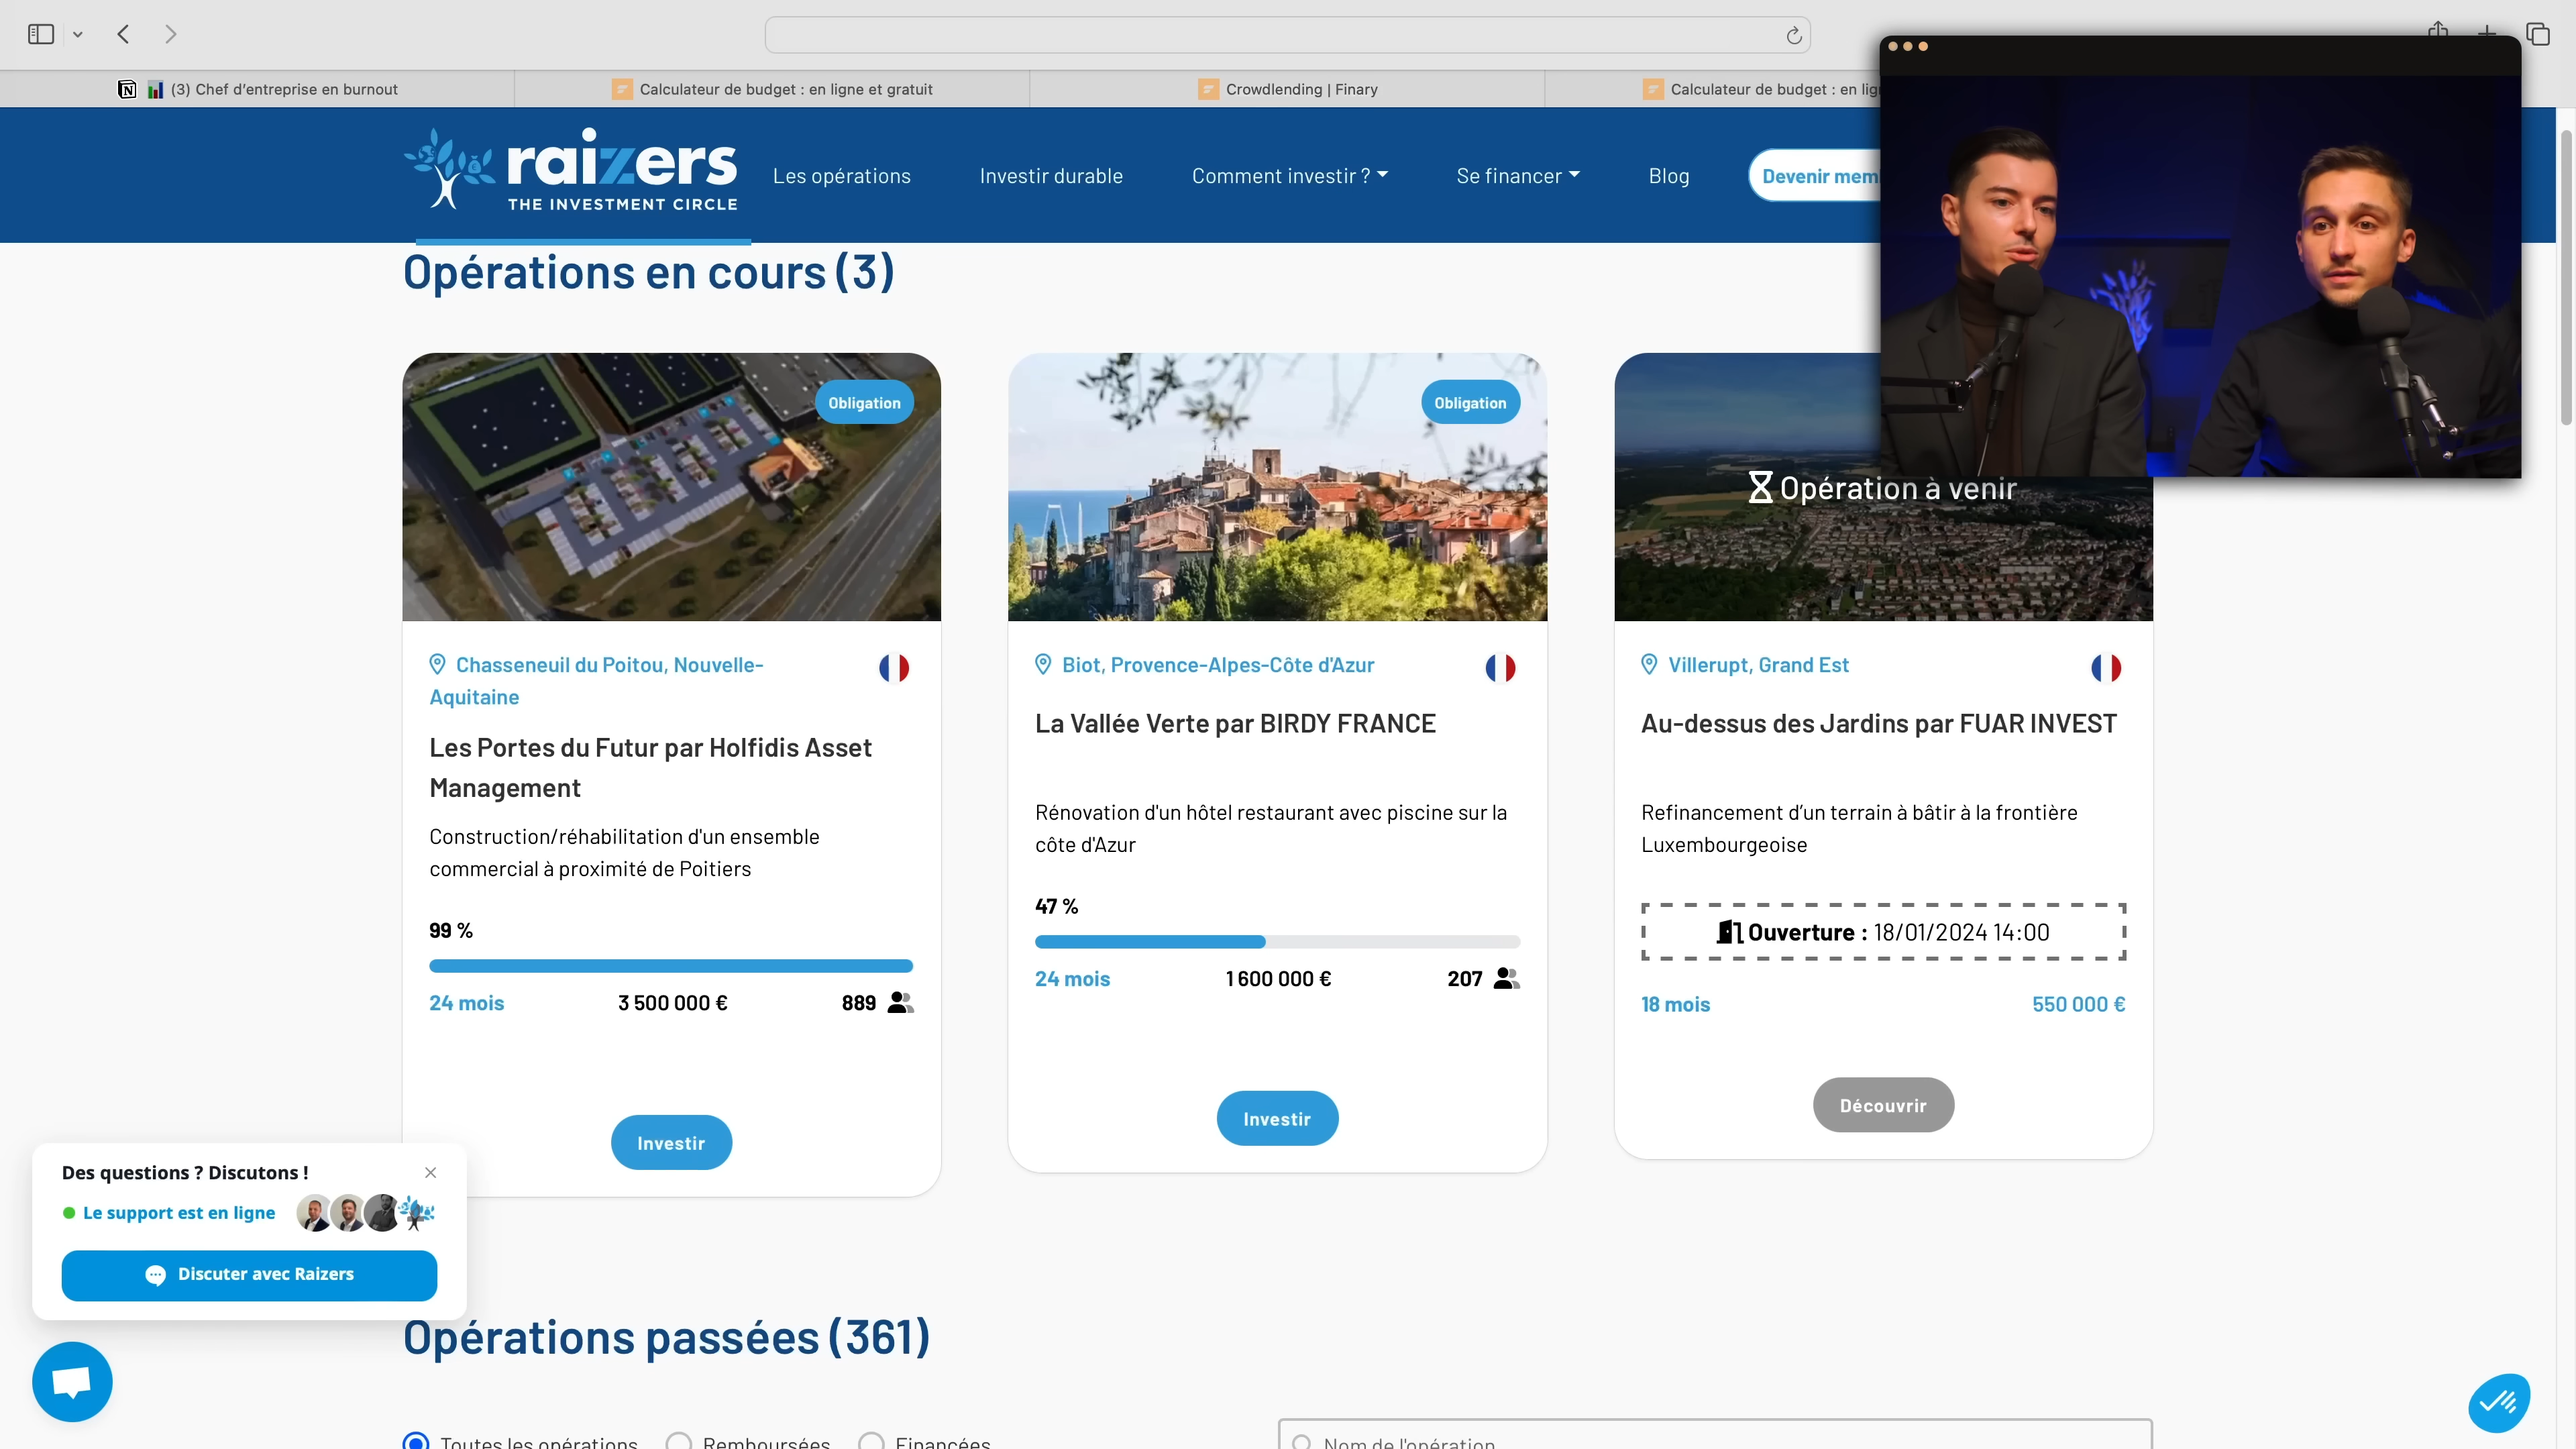 (3) Chef d'entreprise en burnout
Calculateur de budget : en ligne et gratuit
Crowdlending | Finary
Calculateur de budget : en
raizers
THE INVESTMENT CIRCLE
Les opérations
Investir durable
Comment investir ?
Se financer
Blog
Devenir
Opérations en cours (3)
Obligation
Chasseneuil du Poitou, Nouvelle-
Aquitaine
Les Portes du Futur par Holfidis Asset
Management
Construction/réhabilitation d'un ensemble
commercial à proximité de Poitiers
99 %
24 mois
3 500 000 €
889
Investir
Obligation
Biot, Provence-Alpes-Côte d'Azur
La Vallée Verte par BIRDY FRANCE
Rénovation d'un hôtel restaurant avec piscine sur la
côte d'Azur
47 %
24 mois
1 600 000 €
207
Investir
Opération à venir
Villerupt, Grand Est
Au-dessus des Jardins par FUAR INVEST
Refinancement d’un terrain à bâtir à la frontière
Luxembourgeoise
Ouverture : 18/01/2024 14:00
18 mois
550 000 €
Découvrir
Des questions ? Discutons !
Le support est en ligne
Discuter avec Raizers
Opérations passées (361)
Toutes les opérations
Remboursées
Financées
Nom de l'opération